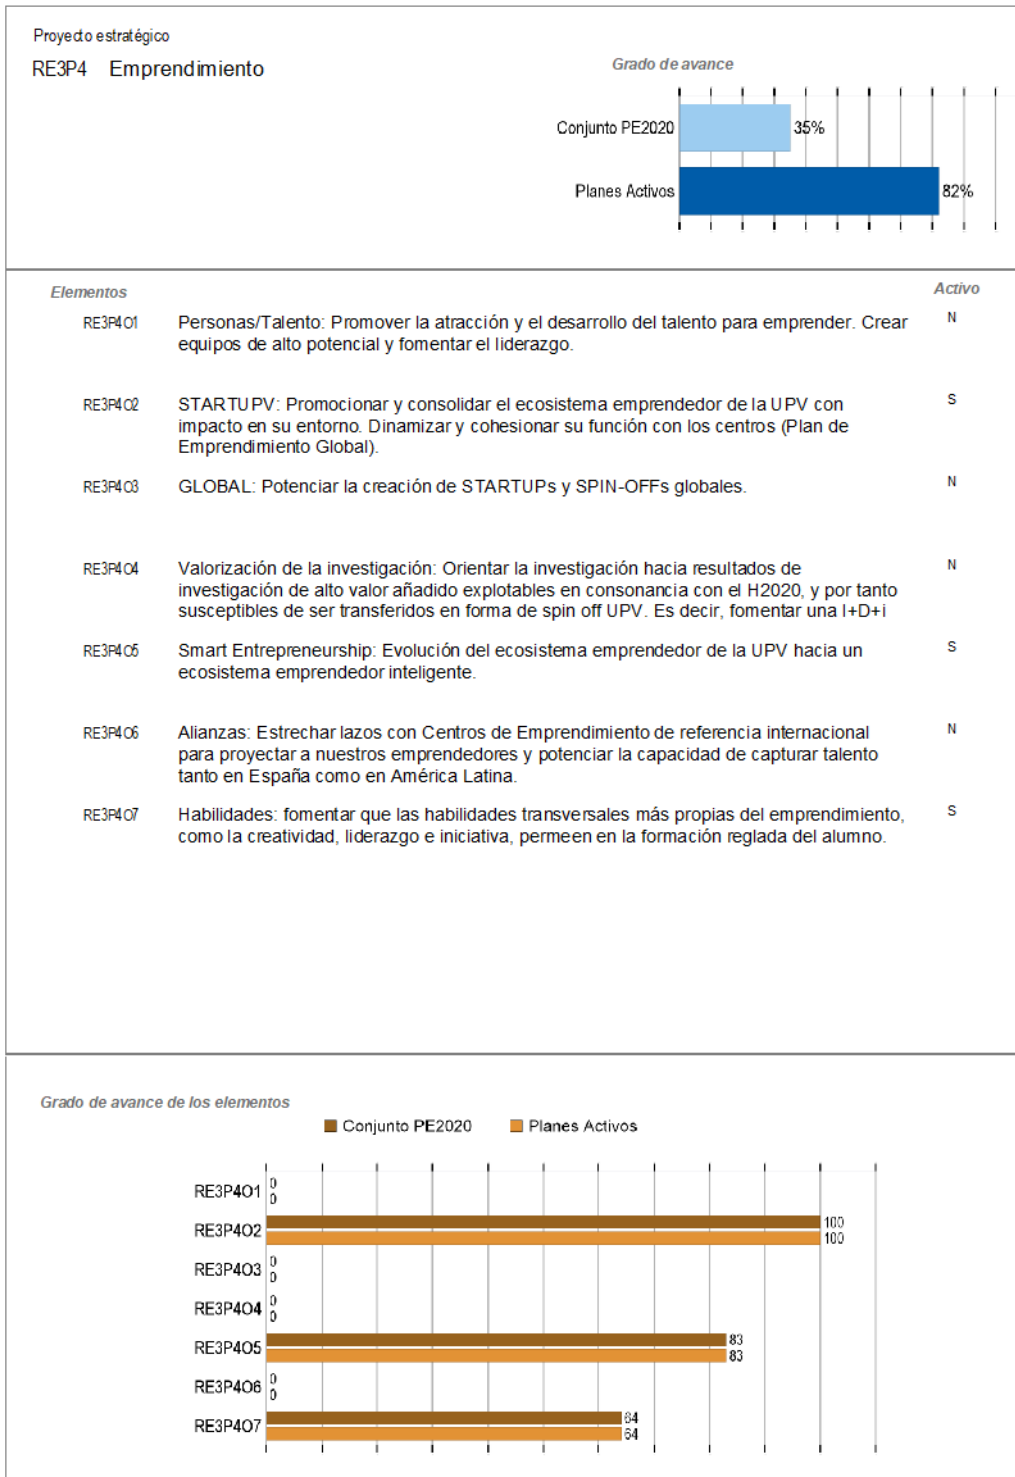 Proyecto estratégico
RE3P4 Emprendimiento
Grado de avance
Conjunto PE2020 35%
Planes Activos 82%
Elementos Activo
RE3P4O1 Personas/Talento: Promover la atracción y el desarrollo del talento para emprender. Crear N
equipos de alto potencial y fomentar el liderazgo.
RE3P4O2 STARTUPV: Promocionar y consolidar el ecosistema emprendedor de la UPV con S
impacto en su entorno. Dinamizar y cohesionar su función con los centros (Plan de
Emprendimiento Global).
RE3P4O3 GLOBAL: Potenciar la creación de STARTUPs y SPIN-OFFs globales. N
RE3P4O4 Valorización de la investigación: Orientar la investigación hacia resultados de N
investigación de alto valor añadido explotables en consonancia con el H2020, y por tanto
susceptibles de ser transferidos en forma de spin off UPV. Es decir, fomentar una I+D+i
RE3P4O5 Smart Entrepreneurship: Evolución del ecosistema emprendedor de la UPV hacia un S
ecosistema emprendedor inteligente.
RE3P4O6 Alianzas: Estrechar lazos con Centros de Emprendimiento de referencia internacional N
para proyectar a nuestros emprendedores y potenciar la capacidad de capturar talento
tanto en España como en América Latina.
RE3P4O7 Habilidades: fomentar que las habilidades transversales más propias del emprendimiento, S
como la creatividad, liderazgo e iniciativa, permeen en la formación reglada del alumno.
Grado de avance de los elementos
Conjunto PE2020 Planes Activos
RE3P4O1 0
0
RE3P4O2 100
100
RE3P4O3 0
0
RE3P4O4 0
0
RE3P4O5 83
83
RE3P4O6 0
0
RE3P4O7 64
64